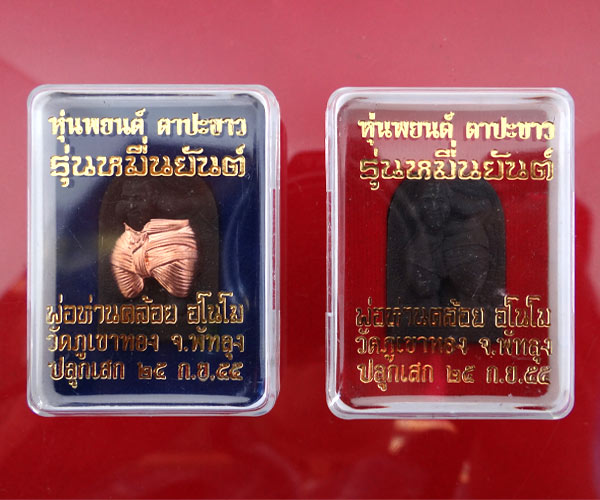 หุ่นพยนต์ ตาปะขาว
รุ่นหมื่นยันต์
พ่อท่านคล้อย อโนโม
วัดภูเขาทอง จ.พัทลุง
ปลุกเสก ๒๕ ก.ย.๕๕
หุ่นพยนต์ ตาปะขาว
รุ่นหมื่นยันต์
พ่อท่านคล้อย อโนโม
วัดภูเขาทอง จ.พัทลุง
ปลุกเสก ๒๕ ก.ย.๕๕